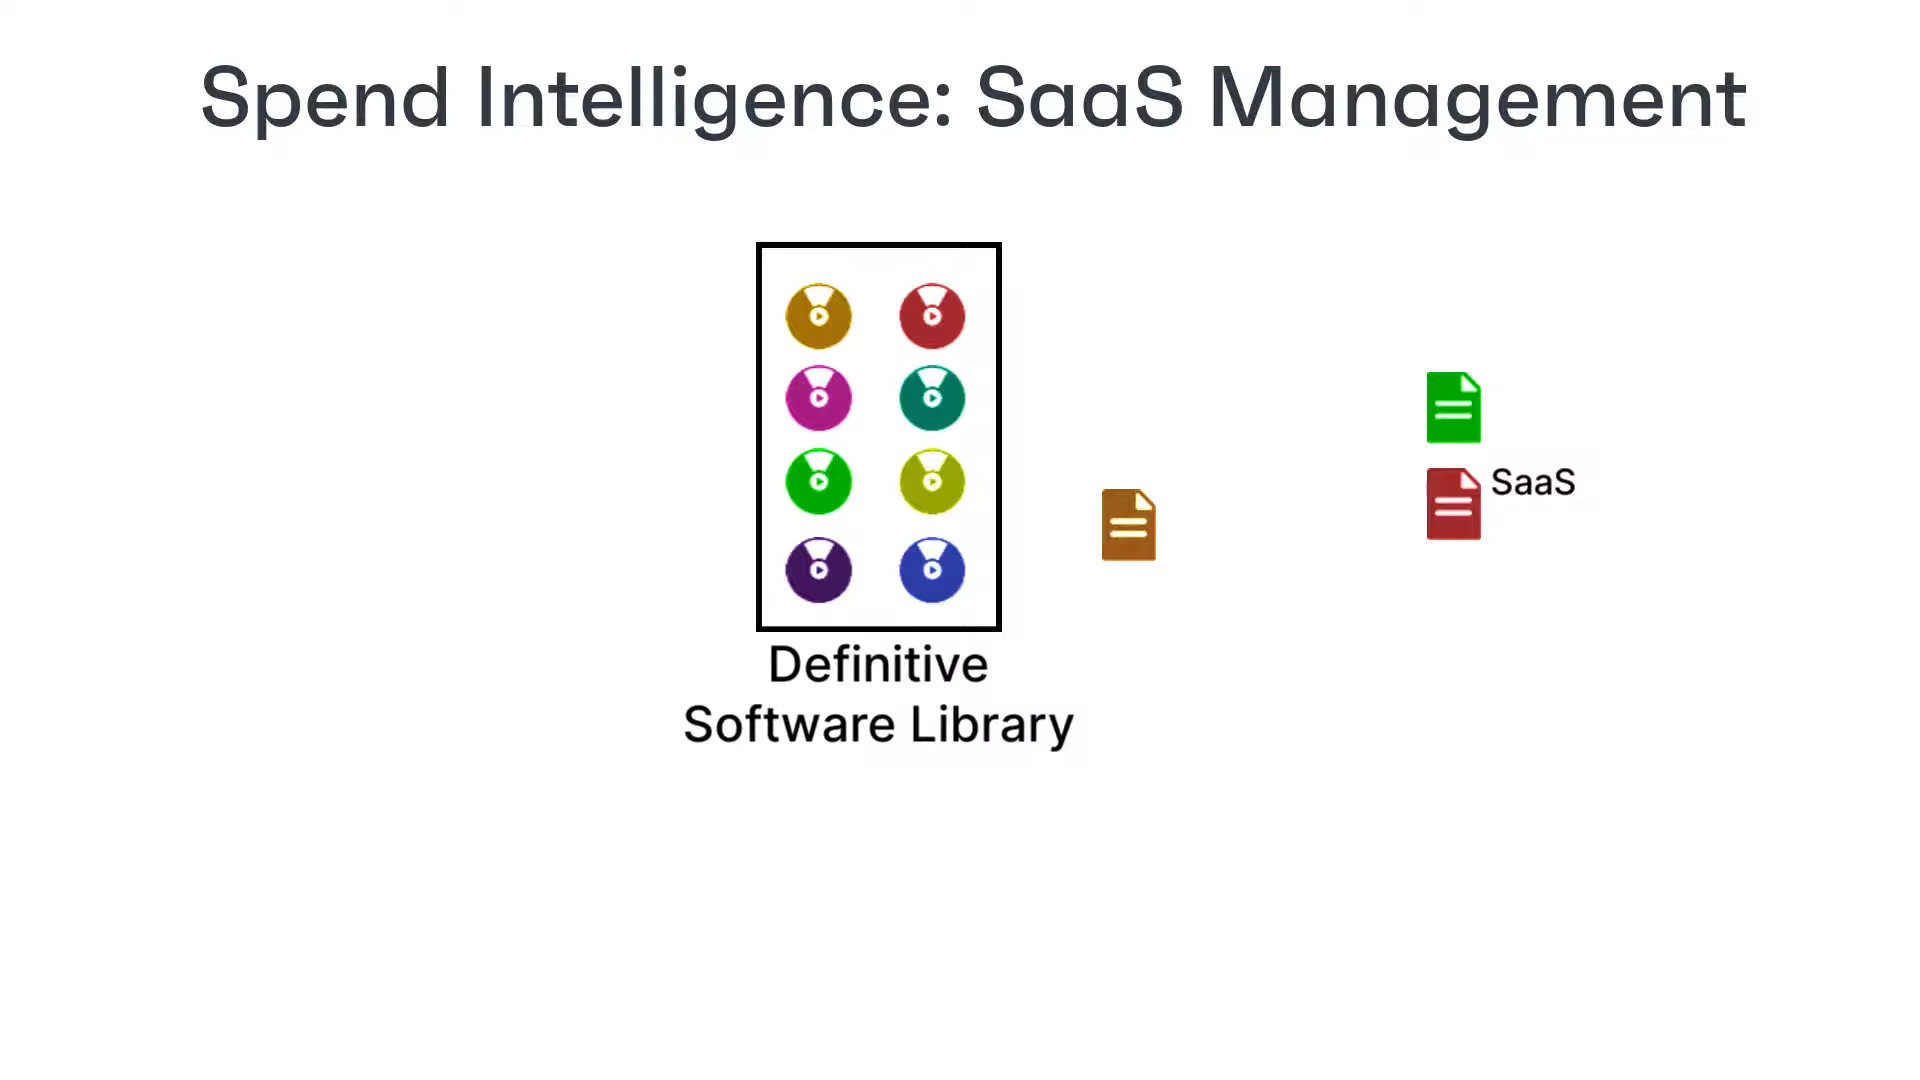 Spend Intelligence: SaaS Management
SaaS
Definitive
Software Library